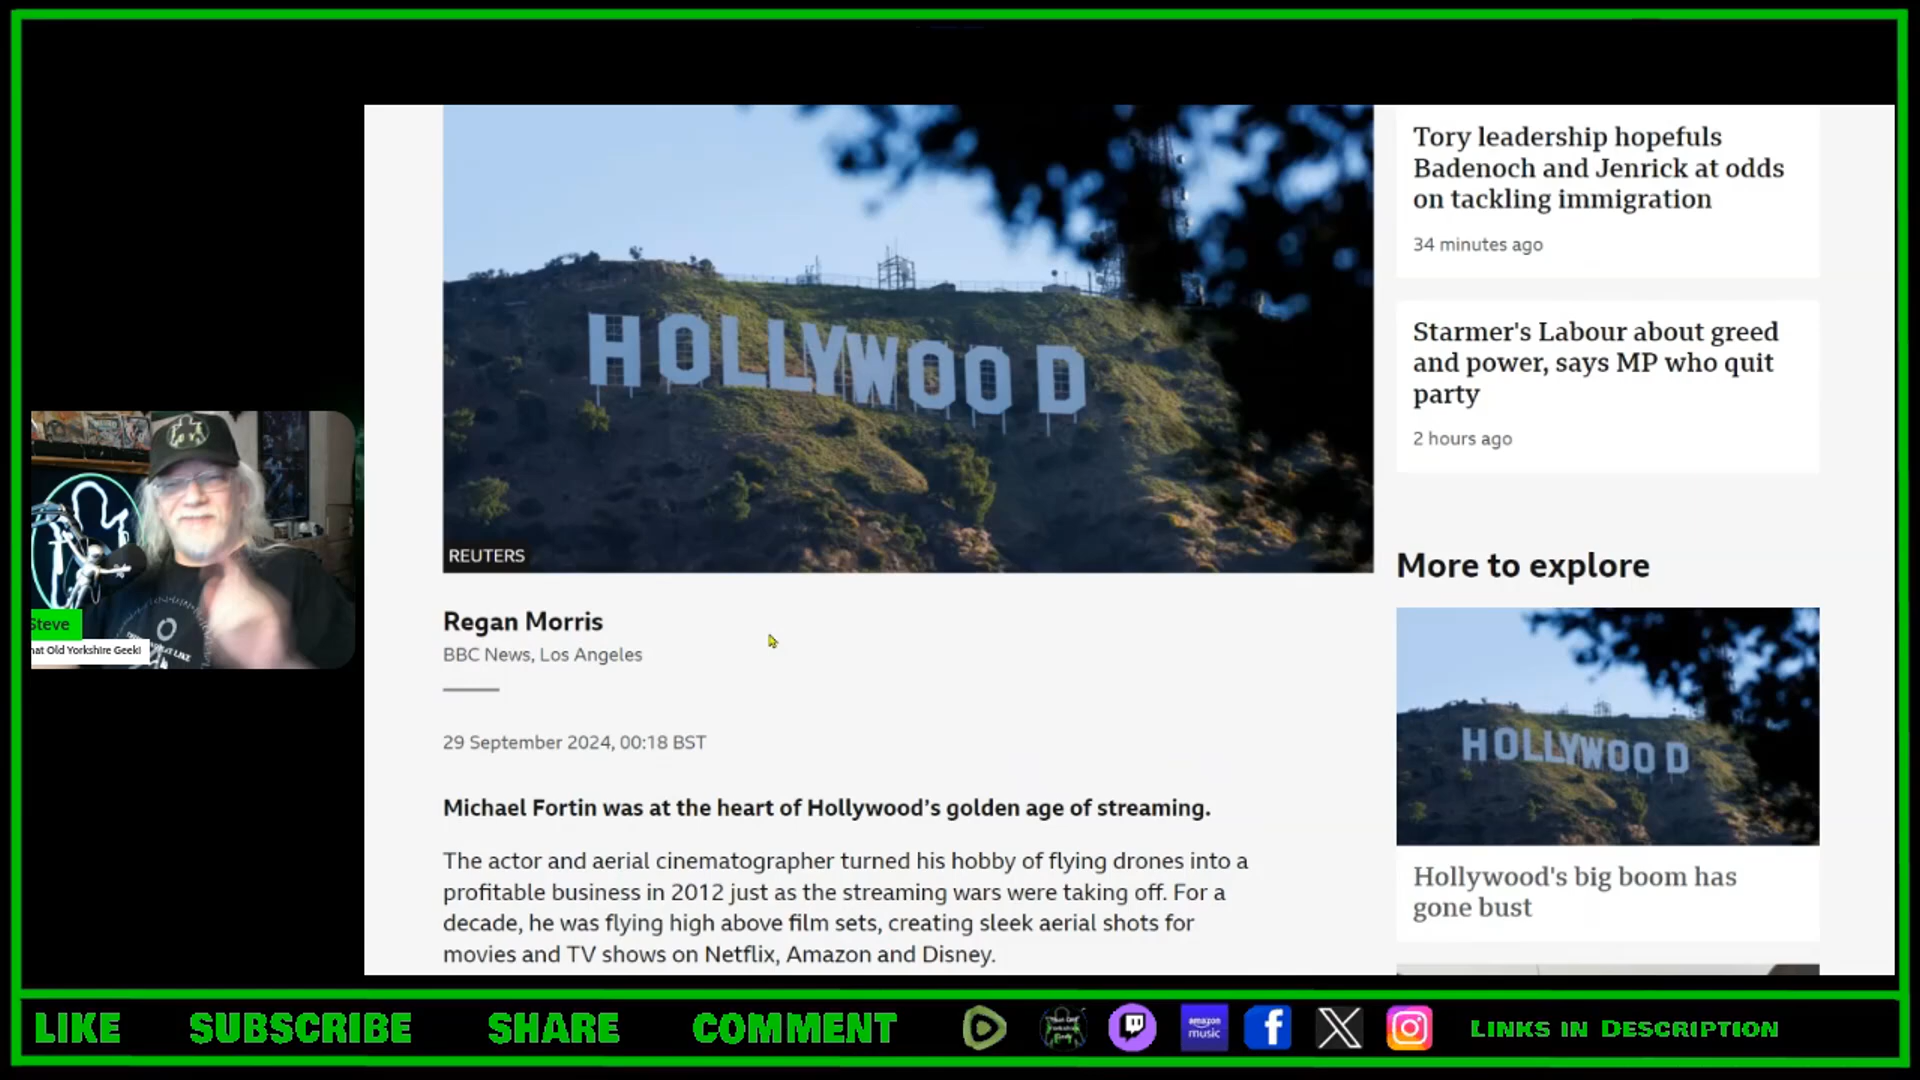 HOLLYWOOD
REUTERS
Regan Morris
BBC News, Los Angeles
29 September 2024, 00:18 BST
Michael Fortin was at the heart of Hollywood’s golden age of streaming.
The actor and aerial cinematographer turned his hobby of flying drones into a
profitable business in 2012 just as the streaming wars were taking off. For a
decade, he was flying high above film sets, creating sleek aerial shots for
movies and TV shows on Netflix, Amazon and Disney.
Tory leadership hopefuls
Badenoch and Jenrick at odds
on tackling immigration
34 minutes ago
Starmer's Labour about greed
and power, says MP who quit
party
2 hours ago
More to explore
HOLLYWOOD
Hollywood's big boom has
gone bust
Steve
hat Old Yorkshire Geek!
LIKE SUBSCRIBE SHARE COMMENT
amazon
music
LINKS IN DESCRIPTION